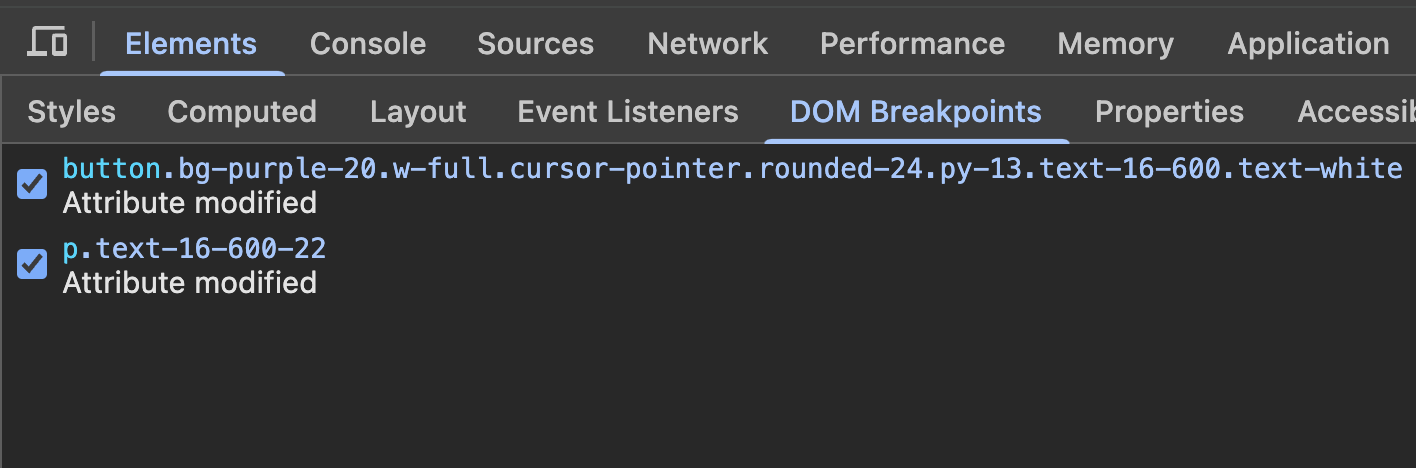 Elements Console Sources Network Performance Memory Application
Styles Computed Layout Event Listeners DOM Breakpoints Properties Accessib
button.bg-purple-20.w-full.cursor-pointer.rounded-24.py-13.text-16-600.text-white
Attribute modified
p.text-16-600-22
Attribute modified